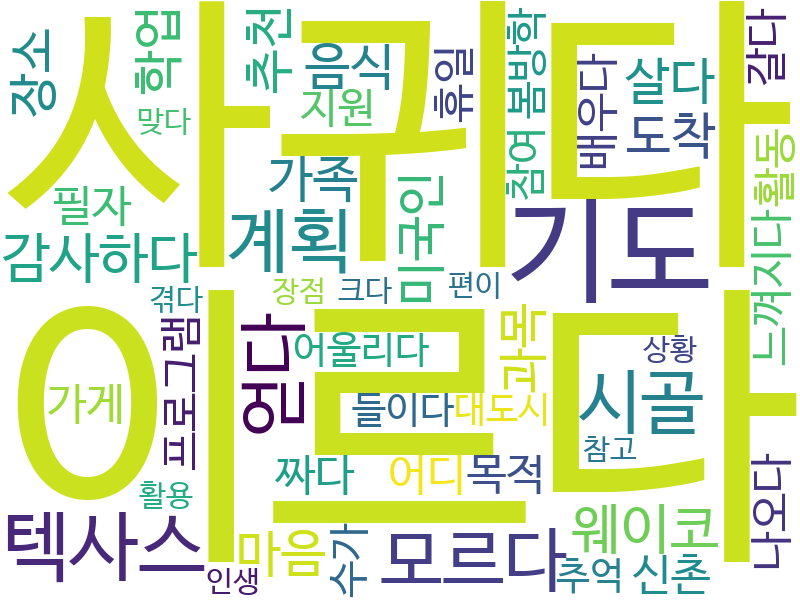 사귀다
이르다
장소
학업
맞다
추천
음식
지원
휴일
참여
봄방학
배우다
살다
도착
갈다
활동
필자
가족
감사하다
계획
미국인
기도
느껴지다
겪다
장점
크다
편이
가게
프로그램
얻다
어울리다
과목
상황
들이다
대도시
시골
참고
짜다
어디
목적
활용
텍사스
인생
마음
수가
모르다
웨이코
추억
신촌
나오다